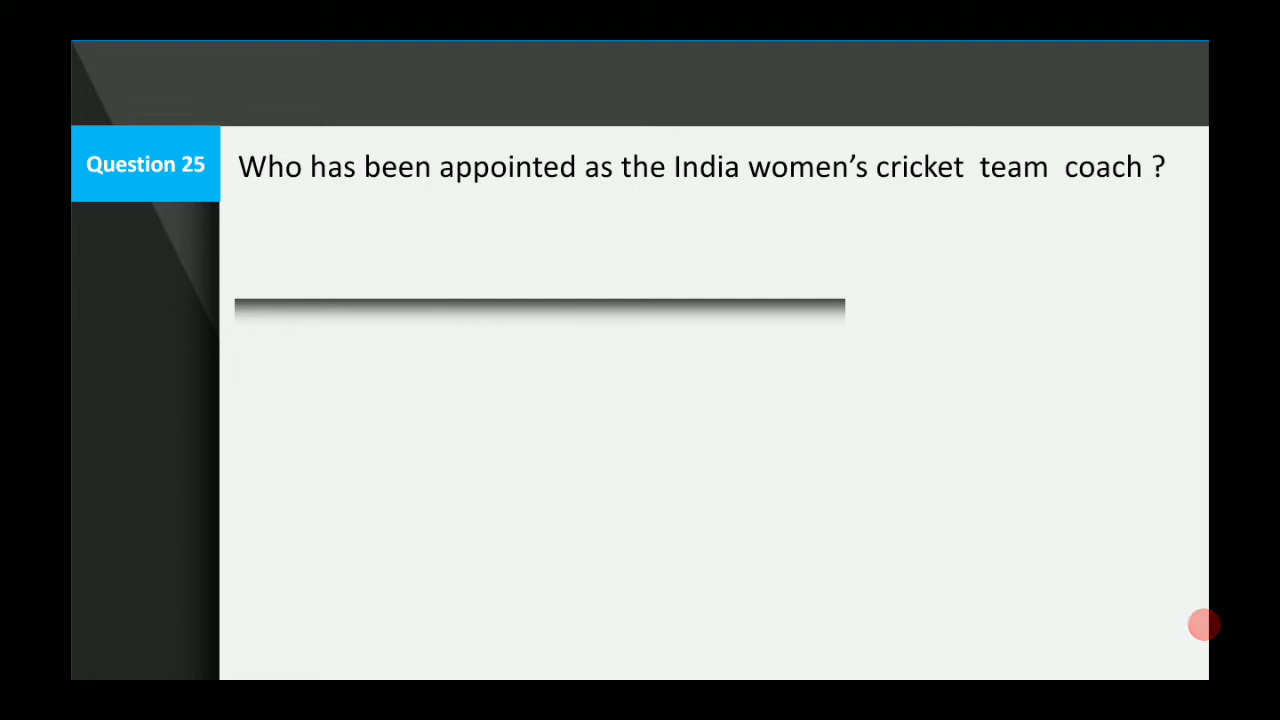 Question 25
Who has been appointed as the India women’s cricket team coach ?